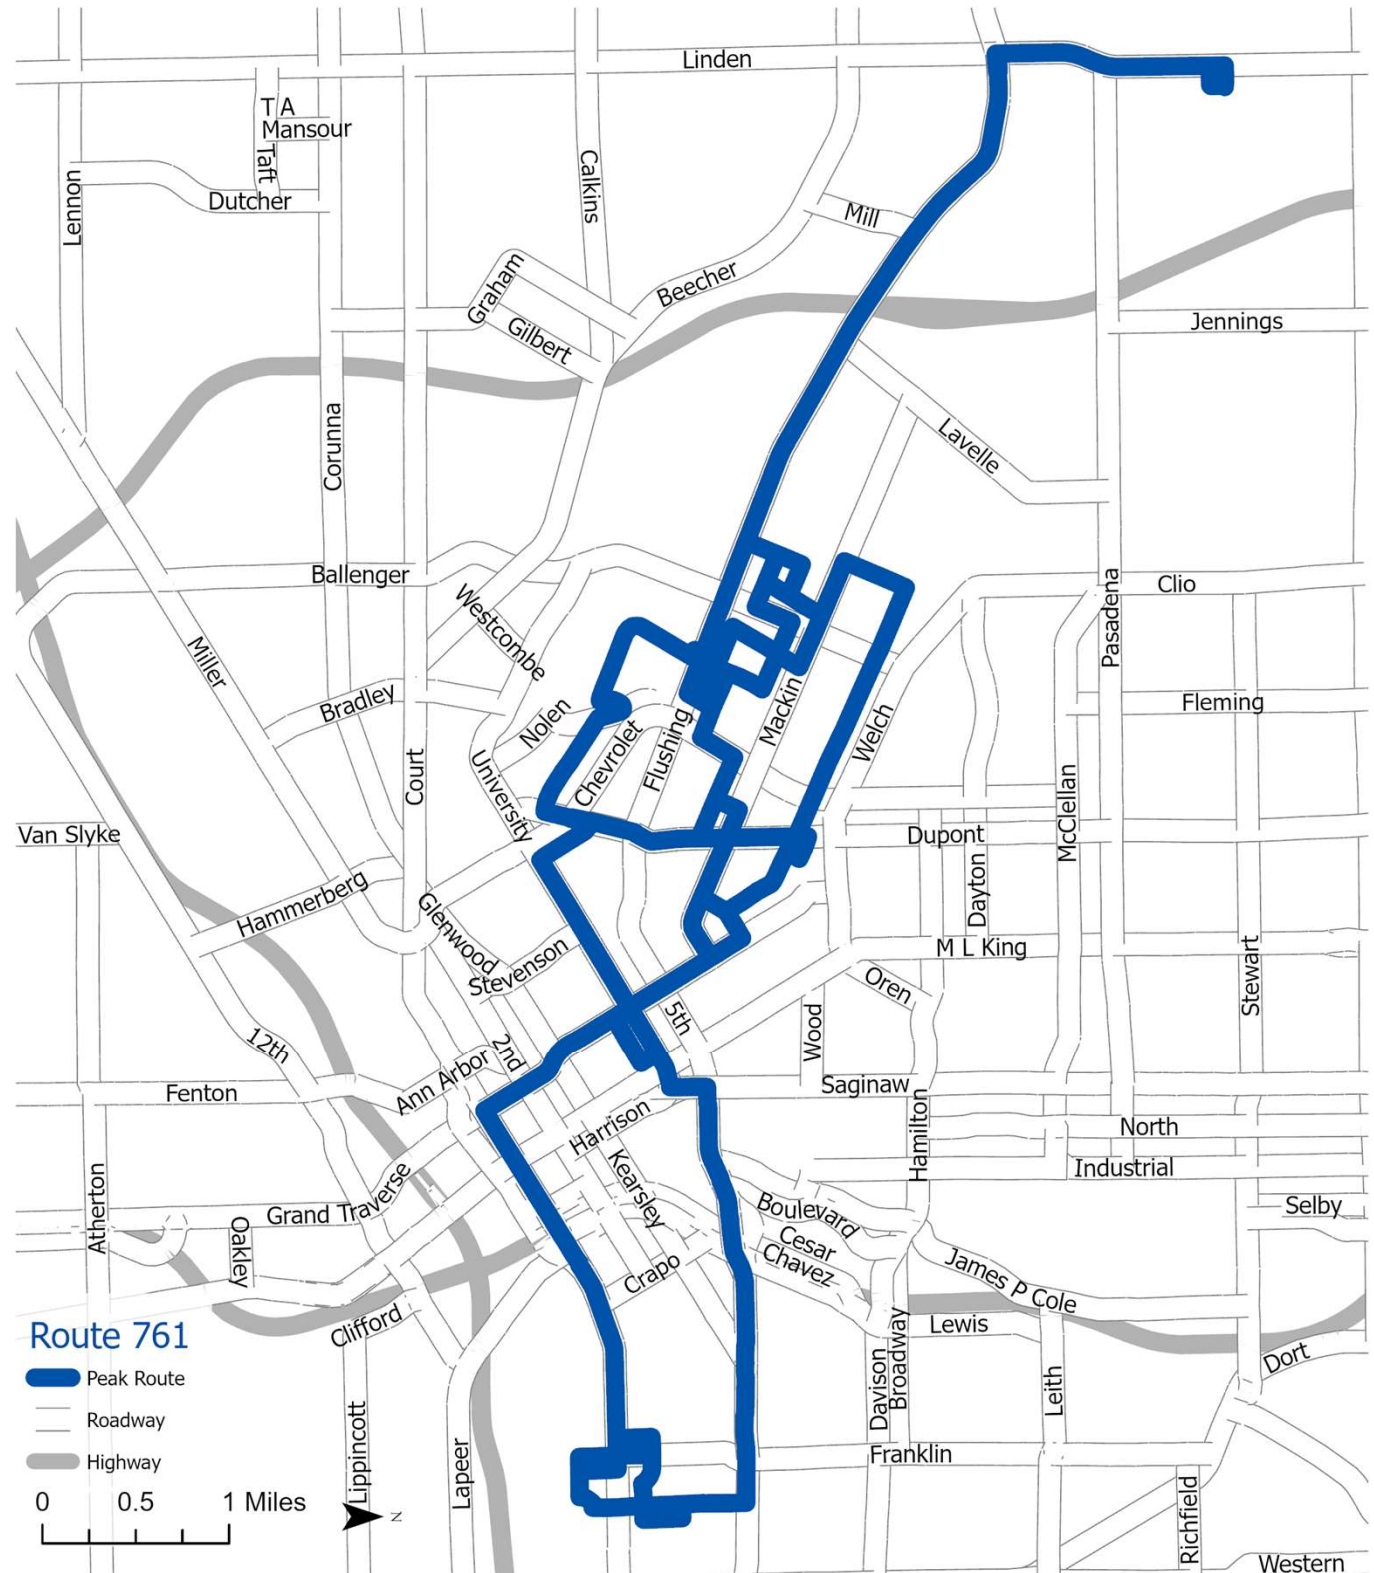 Linden
T A
Mansour
Taft
Dutcher
Lennon
Calkins
Mill
Beecher
Graham
Gilbert
Jennings
Corunna
Lavelle
Ballenger
Westcombe
Pasadena
Clio
Miller
Bradley
Nolen
Mackin
Fleming
Chevrolet
Flushing
Welch
Court
University
McClellan
Van Slyke
Dupont
Dayton
Hammerberg
Glenwood
Stevenson
M L King
Oren
Stewart
5th
Wood
12th
2nd
Ann Arbor
Fenton
Saginaw
Harrison
Hamilton
North
Industrial
Kearsley
Atherton
Grand Traverse
Oakley
Boulevard
Cesar
Chavez
Selby
Crapo
James P Cole
Clifford
Lewis
Broadway
Davison
Leith
Dort
Route 761
Peak Route
Roadway
Highway
0 0.5 1 Miles
N
Lippincott
Lapeer
Franklin
Richfield
Western